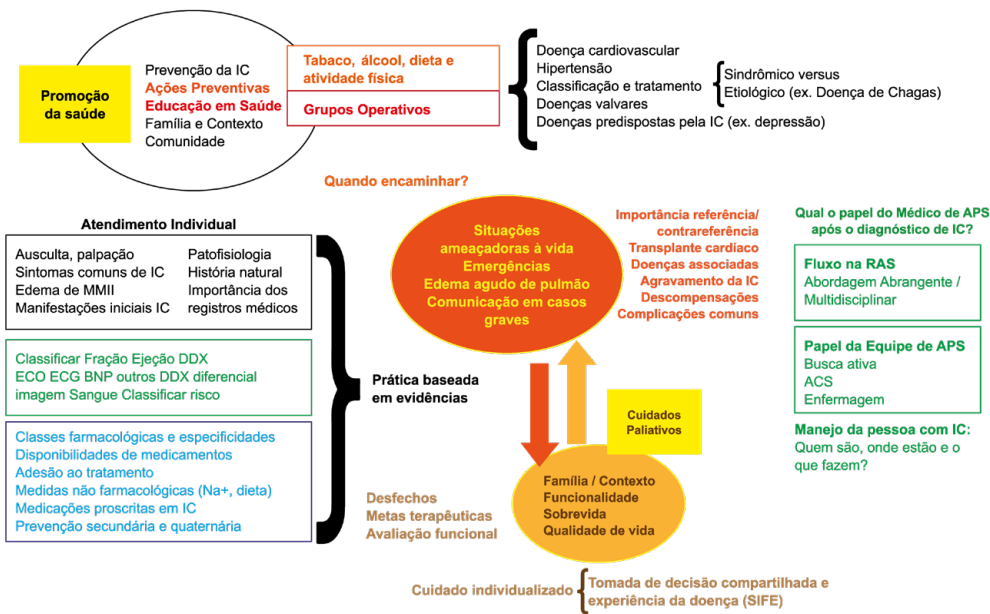 Promoção
da saúde
Prevenção da IC
Ações Preventivas
Educação em Saúde
Família e Contexto
Comunidade
Tabaco, álcool, dieta e
atividade física
Grupos Operativos
Doença cardiovascular
Hipertensão
Classificação e tratamento
Doenças valvares
Doenças predispostas pela IC (ex. depressão)
Sindrômico versus
Etiológico (ex. Doença de Chagas)
Quando encaminhar?
Atendimento Individual
Ausculta, palpação
Sintomas comuns de IC
Edema de MMII
Manifestações iniciais IC
Patofisiologia
História natural
Importância dos
registros médicos
Classificar Fração Ejeção DDX
ECO ECG BNP outros DDX diferencial
imagem Sangue Classificar risco
Classes farmacológicas e especificidades
Disponibilidades de medicamentos
Adesão ao tratamento
Medidas não farmacológicas (Na+, dieta)
Medicações proscritas em IC
Prevenção secundária e quaternária
Prática baseada
em evidências
Situações
ameaçadoras à vida
Emergências
Edema agudo de pulmão
Comunicação em casos
graves
Importância referência/
contrareferência
Transplante cardíaco
Doenças associadas
Agravamento da IC
Descompensações
Complicações comuns
Qual o papel do Médico de APS
após o diagnóstico de IC?
Fluxo na RAS
Abordagem Abrangente /
Multidisciplinar
Papel da Equipe de APS
Busca ativa
ACS
Enfermagem
Manejo da pessoa com IC:
Quem são, onde estão e o
que fazem?
Cuidados
Paliativos
Família / Contexto
Funcionalidade
Sobrevida
Qualidade de vida
Desfechos
Metas terapêuticas
Avaliação funcional
Cuidado individualizado
Tomada de decisão compartilhada e
experiência da doença (SIFE)